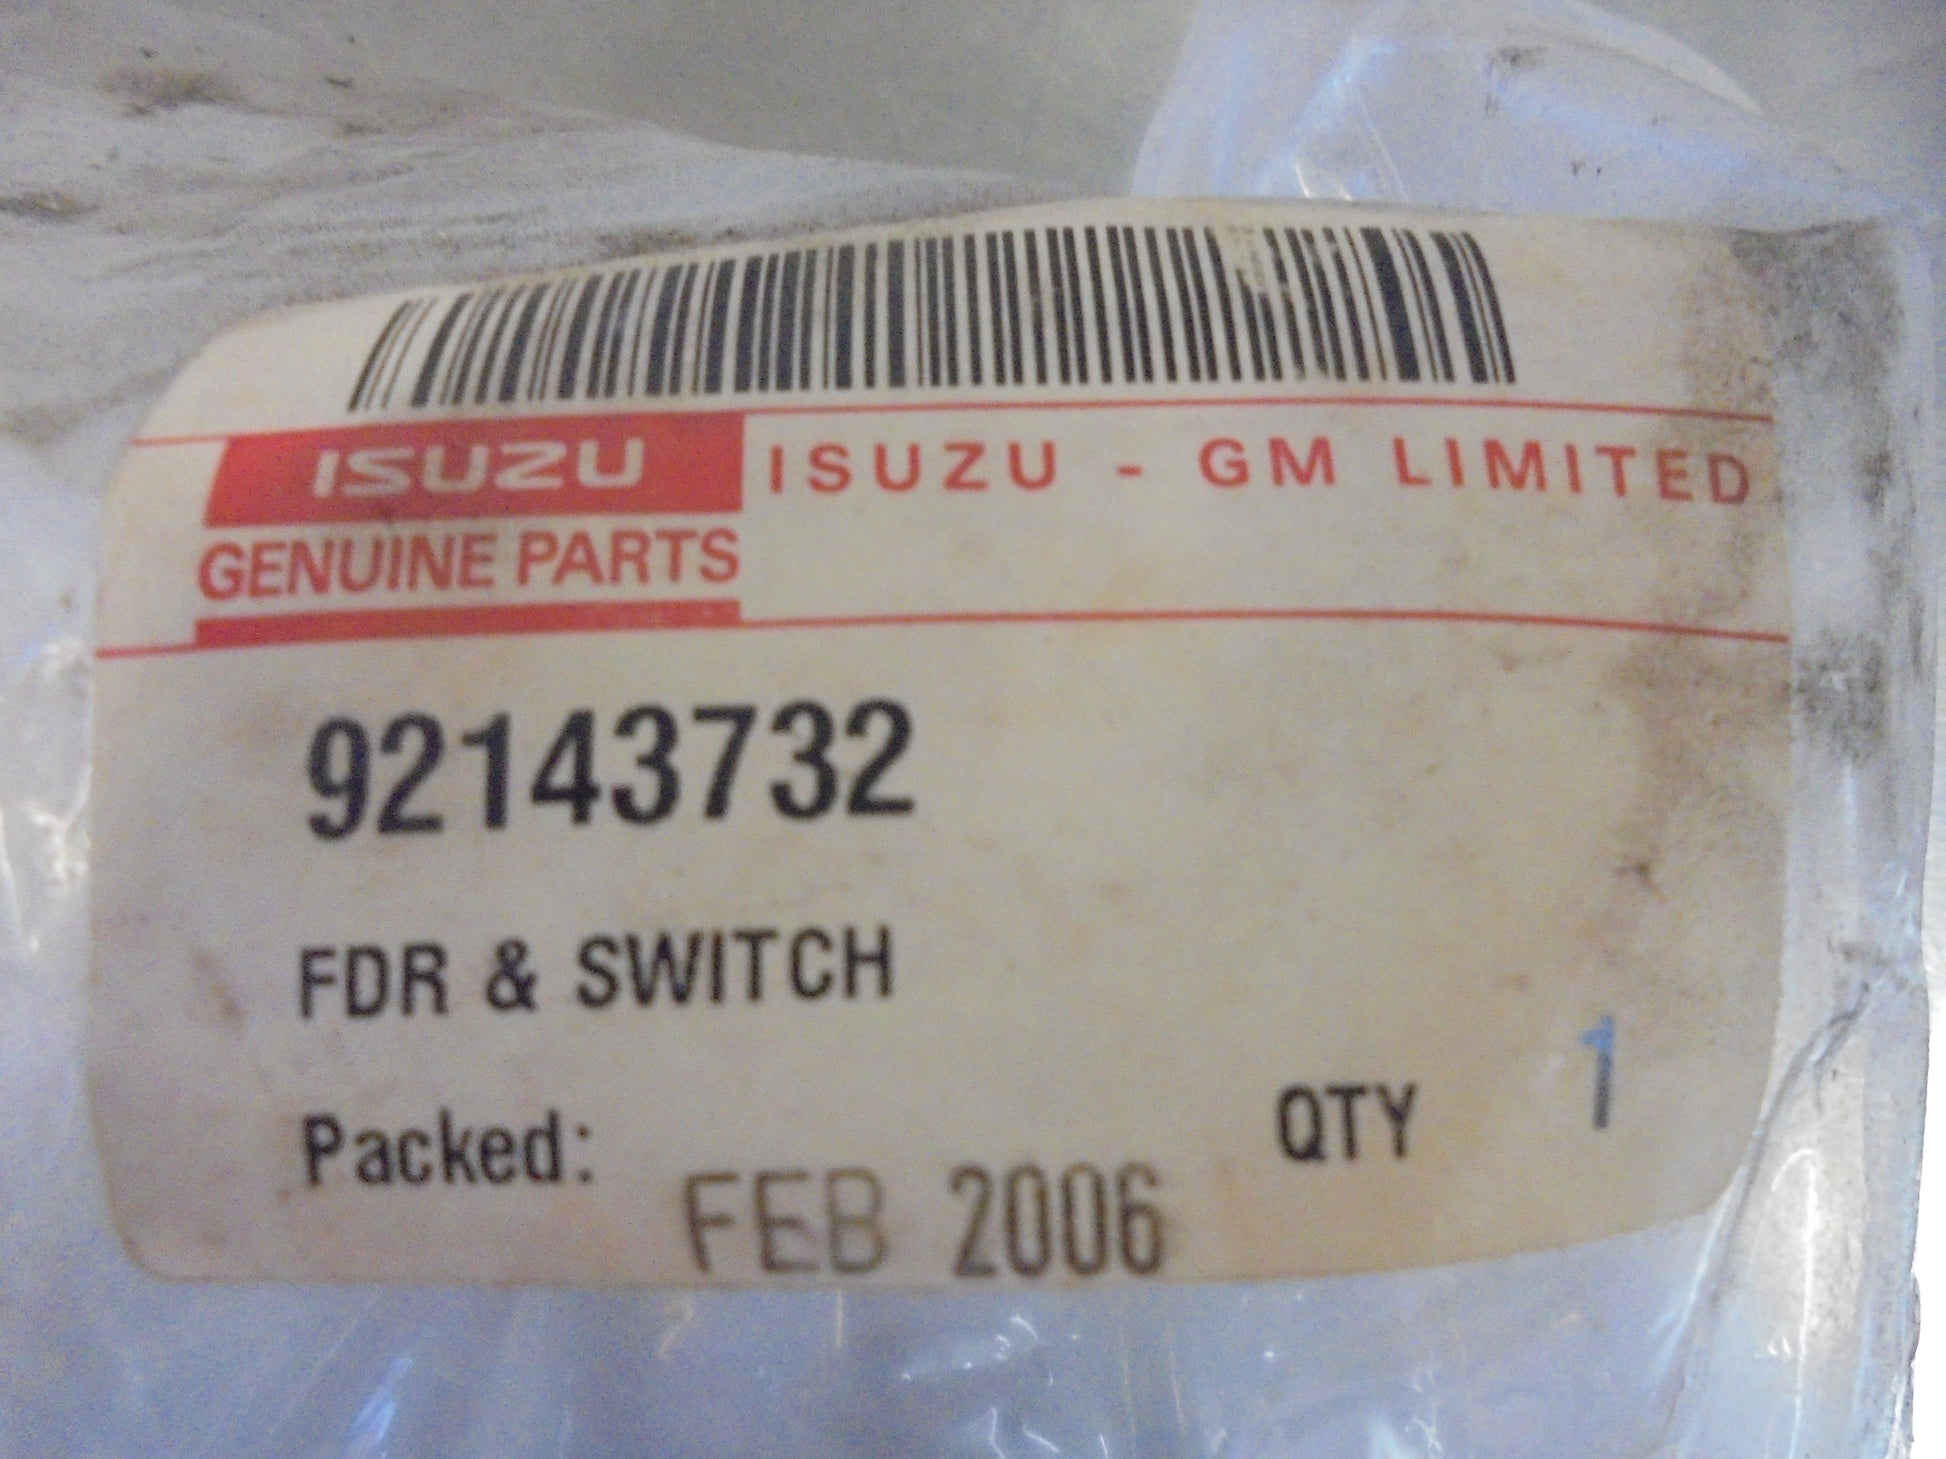 ISUZU ISUZU - GM LIMITED
GENUINE PARTS
92143732
FDR & SWITCH
QTY 1
Packed:
FEB 2006